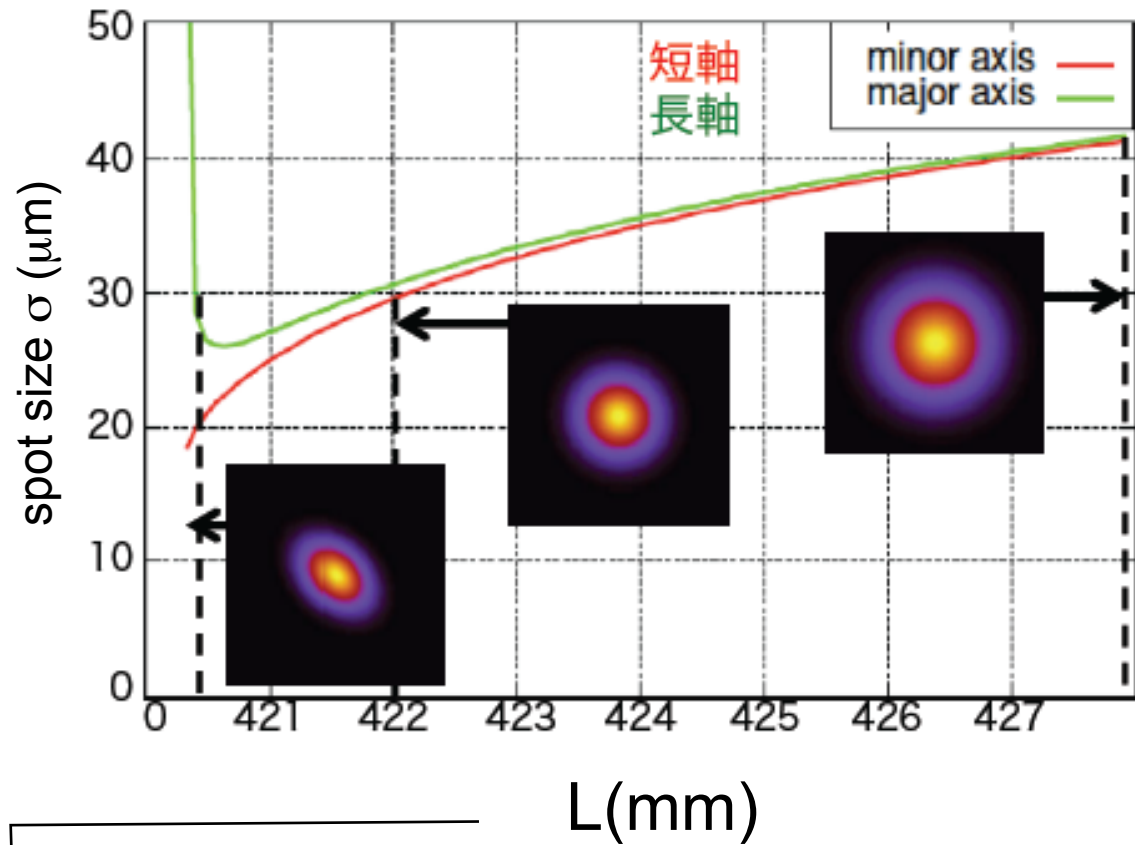 50
40
30
20
10
0
spot size σ (μm)
短軸
長軸
minor axis
major axis
0 421 422 423 424 425 426 427
L(mm)